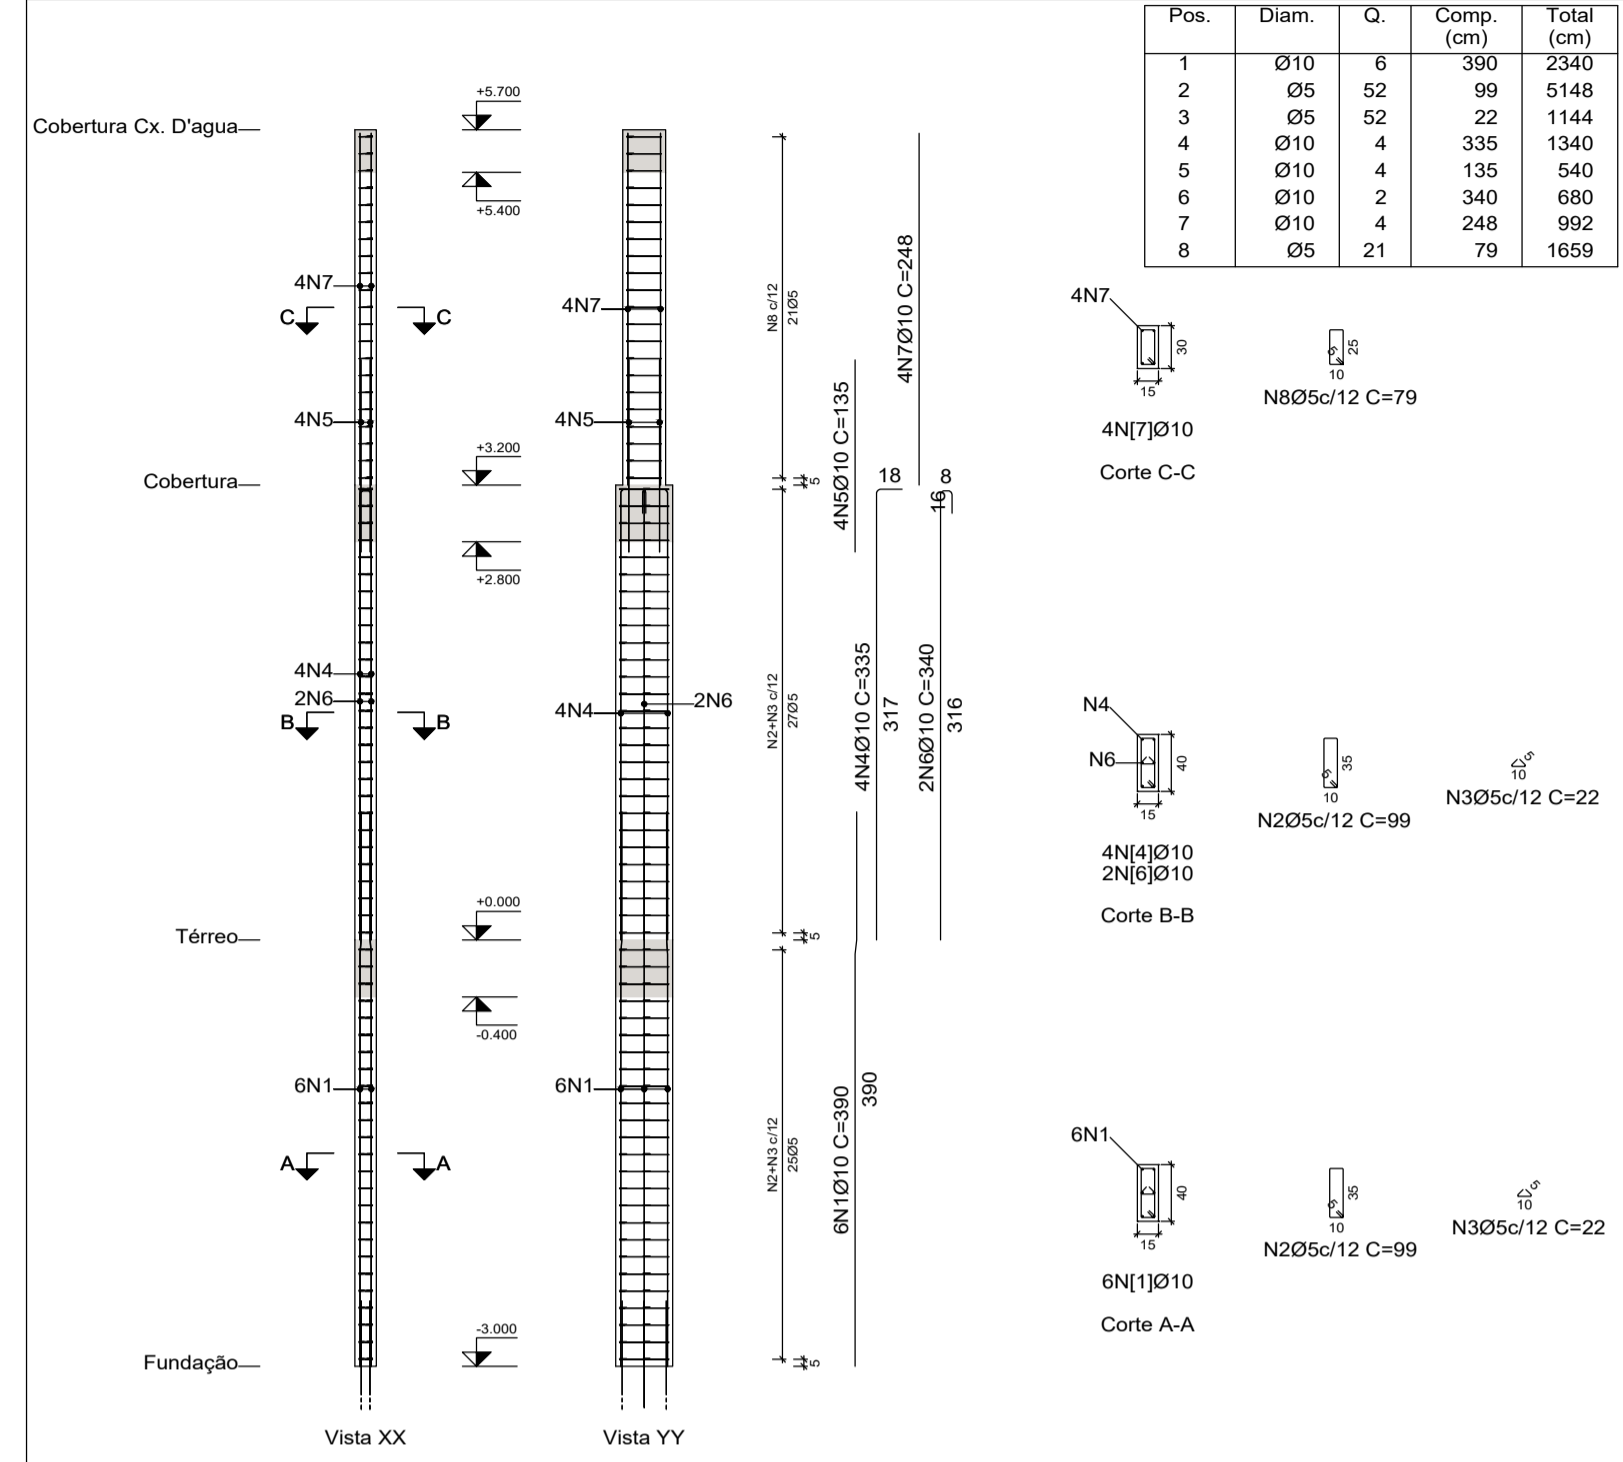 Pos. Diam. Q. Comp. (cm) Total (cm)
1 Ø10 6 390 2340
2 Ø5 52 99 5148
3 Ø5 52 22 1144
4 Ø10 4 335 1340
5 Ø10 4 135 540
6 Ø10 2 340 680
7 Ø10 4 248 992
8 Ø5 21 79 1659
Cobertura Cx. D'agua
+5.700
+5.400
4N7
C C
4N7
4N5
4N5
N8 c/12
21Ø5
4N7Ø10 C=248
4N5Ø10 C=135
+3.200
Cobertura
5
18
8
16
+2.800
4N4
2N6
B B
4N4
2N6
N2+N3 c/12
27Ø5
4N4Ø10 C=335
317
2N6Ø10 C=340
316
+0.000
Térreo
5
-0.400
6N1
6N1
A A
N2+N3 c/12
25Ø5
6N1Ø10 C=390
390
-3.000
Fundação
5
Vista XX
Vista YY
4N7
30
15
4N[7]Ø10
Corte C-C
6
25
10
N8Ø5c/12 C=79
N4
N6
40
15
4N[4]Ø10
2N[6]Ø10
Corte B-B
6
35
10
N2Ø5c/12 C=99
5
10
N3Ø5c/12 C=22
6N1
40
15
6N[1]Ø10
Corte A-A
6
35
10
N2Ø5c/12 C=99
5
10
N3Ø5c/12 C=22